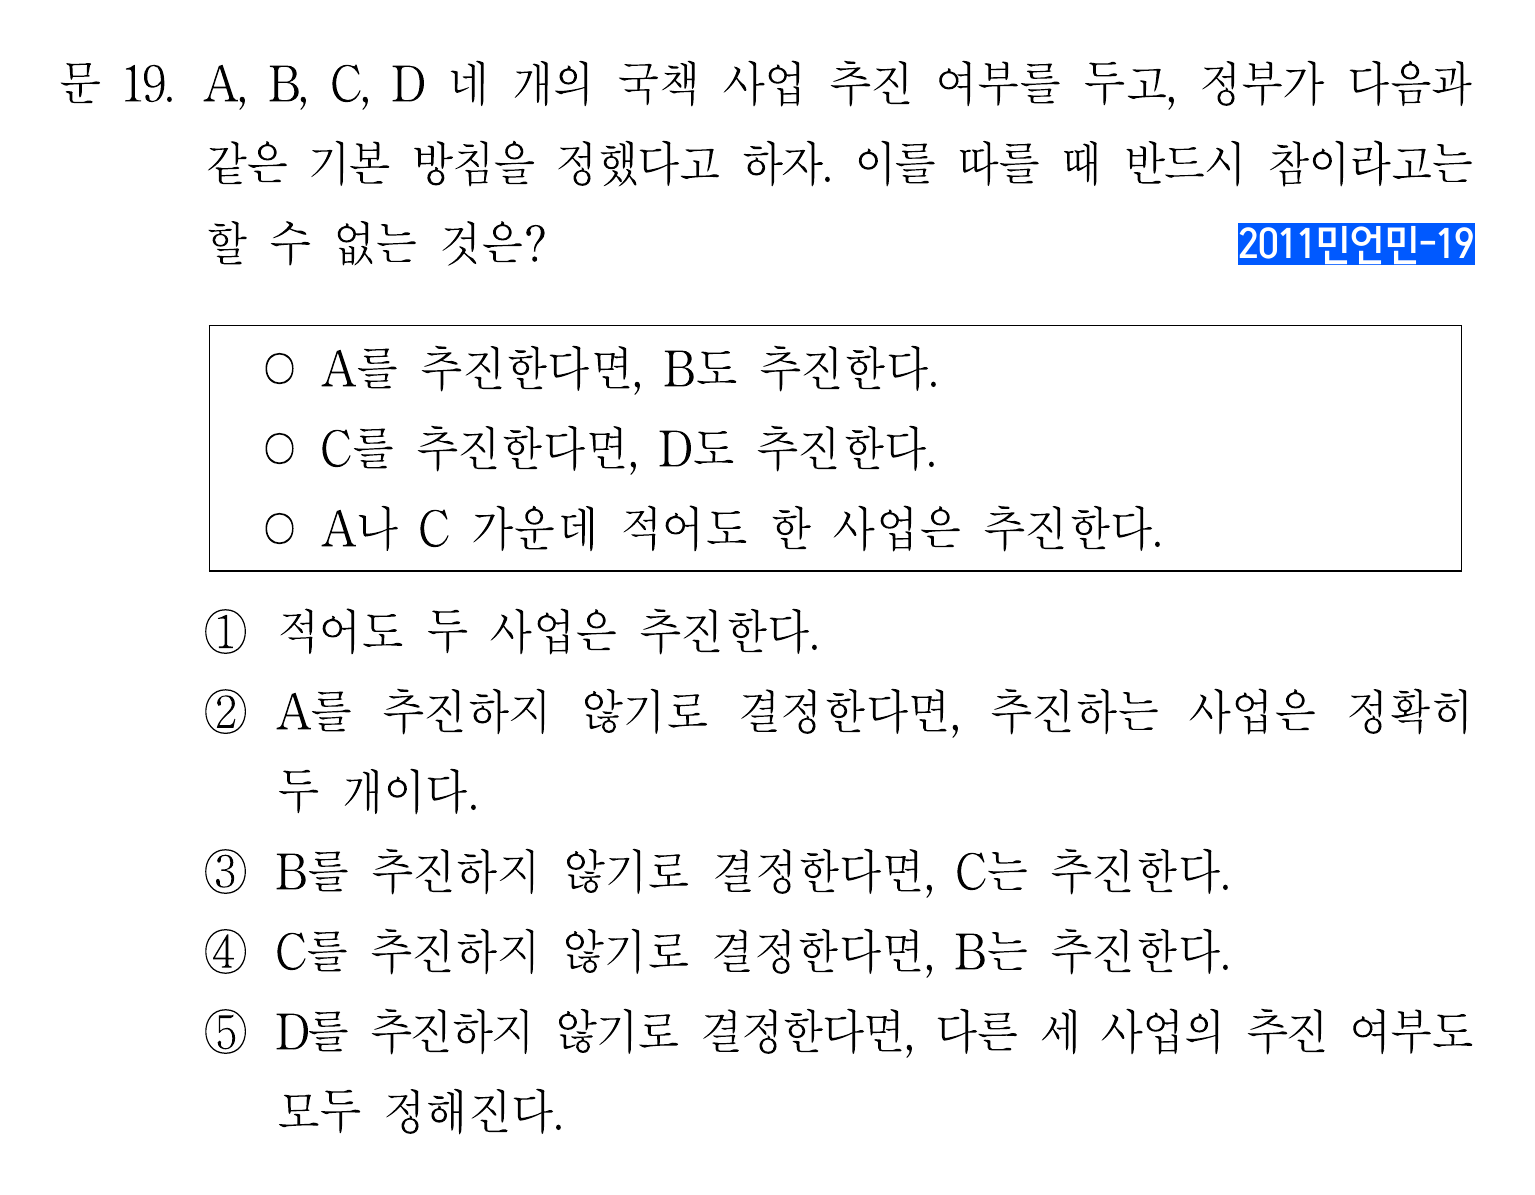 문 19. A, B, C, D 네 개의 국책 사업 추진 여부를 두고, 정부가 다음과
같은 기본 방침을 정했다고 하자. 이를 따를 때 반드시 참이라고는
할 수 없는 것은?
2011민언민-19
○ A를 추진한다면, B도 추진한다.
○ C를 추진한다면, D도 추진한다.
○ A나 C 가운데 적어도 한 사업은 추진한다.
① 적어도 두 사업은 추진한다.
② A를 추진하지 않기로 결정한다면, 추진하는 사업은 정확히
두 개이다.
③ B를 추진하지 않기로 결정한다면, C는 추진한다.
④ C를 추진하지 않기로 결정한다면, B는 추진한다.
⑤ D를 추진하지 않기로 결정한다면, 다른 세 사업의 추진 여부도
모두 정해진다.